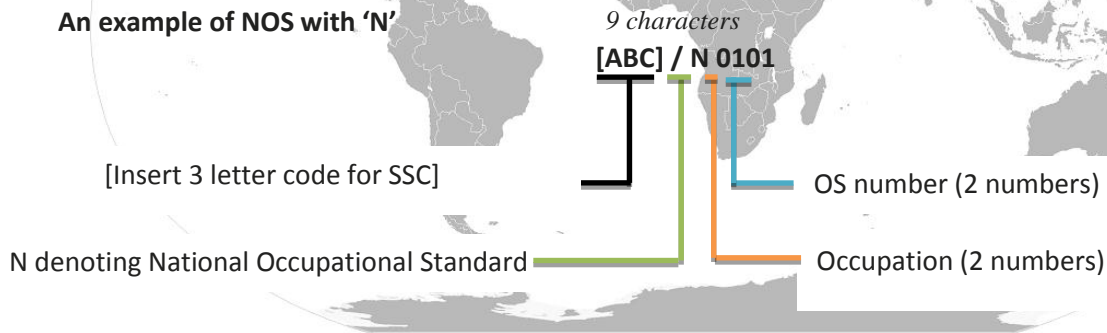 An example of NOS with ‘N’
9 characters
[ABC] / N 0101
[Insert 3 letter code for SSC]
OS number (2 numbers)
N denoting National Occupational Standard
Occupation (2 numbers)